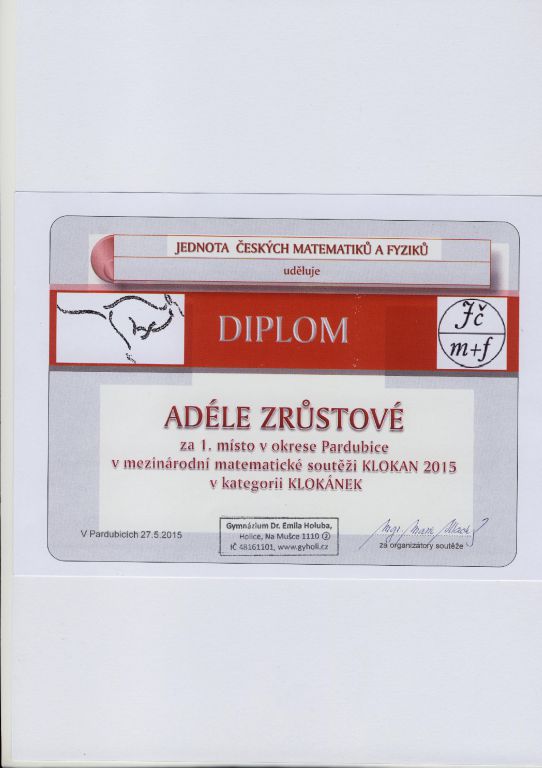 JEDNOTA ČESKÝCH MATEMATIKŮ A FYZIKŮ
uděluje
DIPLOM
Jč
m+f
ADÉLE ZRŮSTOVÉ
za 1. místo v okrese Pardubice
v mezinárodní matematické soutěži KLOKAN 2015
v kategorii KLOKÁNEK
V Pardubicích 27.5.2015
Gymnázium Dr. Emila Holuba,
Holice, Na Mušce 1110 ②
IČ 48161101, www.gyholi.cz
Mgr.
za organizátory soutěže